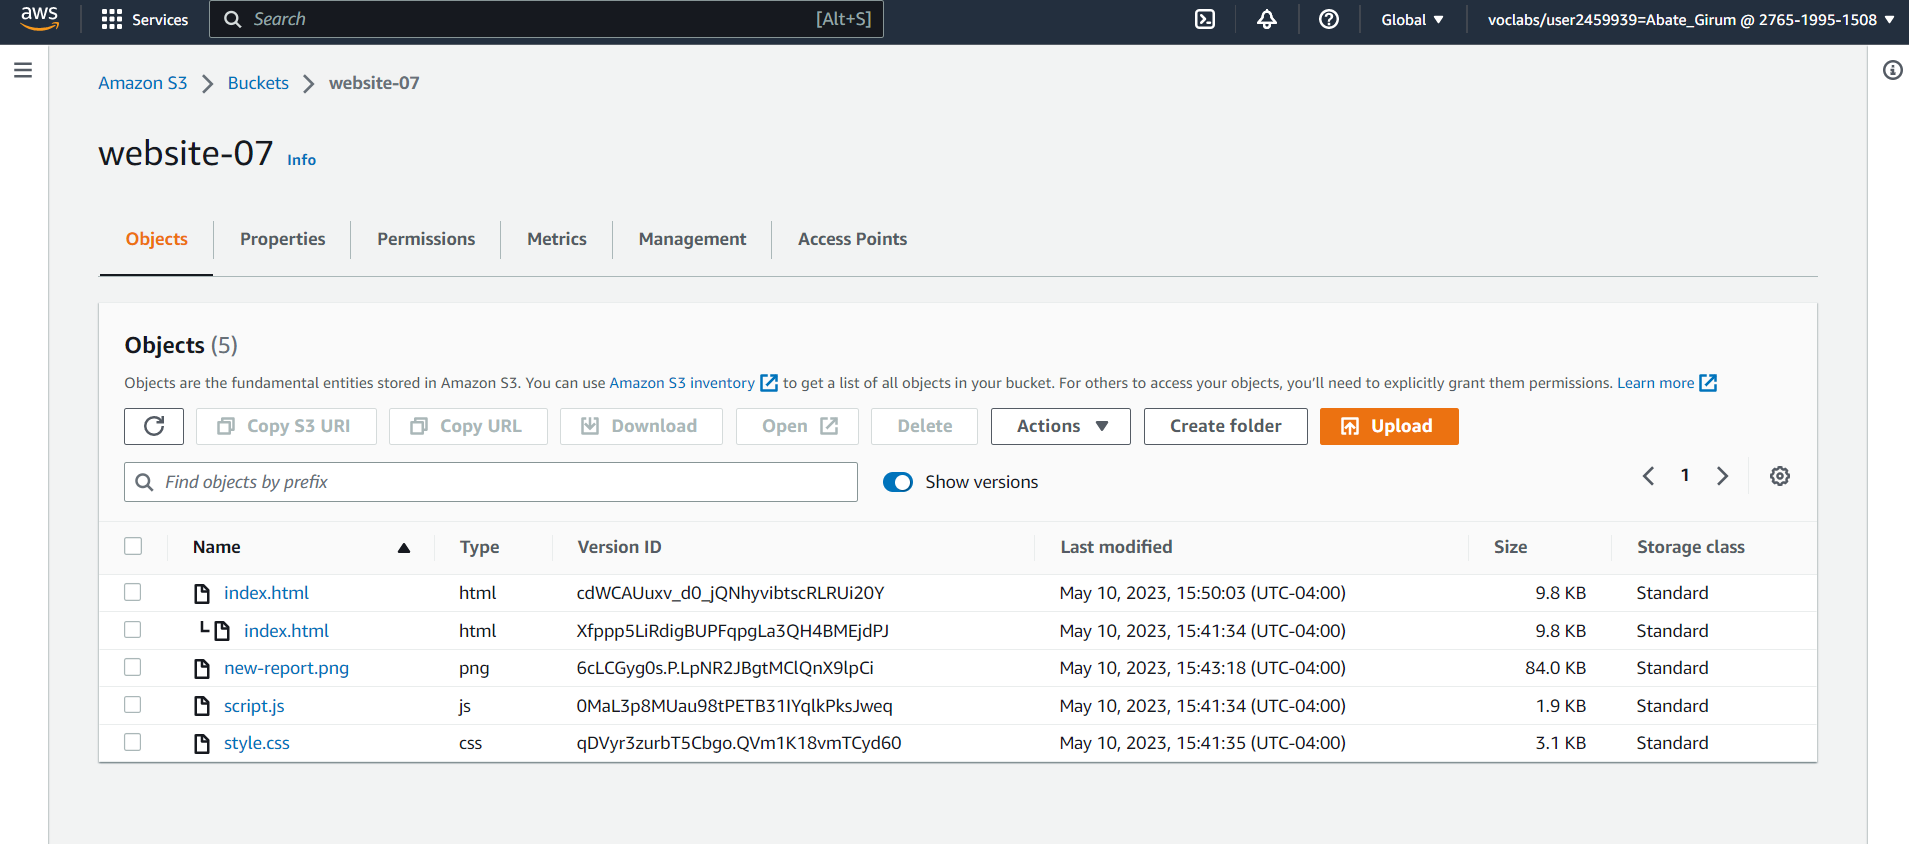 aws Services Search [Alt+S] Global voclabs/user2459939=Abate_Girum @ 2765-1995-1508
Amazon S3 Buckets website-07
website-07 Info
Objects Properties Permissions Metrics Management Access Points
Objects (5)
Objects are the fundamental entities stored in Amazon S3. You can use Amazon S3 inventory to get a list of all objects in your bucket. For others to access your objects, you'll need to explicitly grant them permissions. Learn more
Copy S3 URI Copy URL Download Open Delete Actions Create folder Upload
Find objects by prefix Show versions 1
Name Type Version ID Last modified Size Storage class
index.html html cdWCAUuxv_d0_jQNhyvibtscRLRUi20Y May 10, 2023, 15:50:03 (UTC-04:00) 9.8 KB Standard
index.html html Xfppp5LiRdigBUPFqpgLa3QH4BMEjdPJ May 10, 2023, 15:41:34 (UTC-04:00) 9.8 KB Standard
new-report.png png 6cLCGyg0s.P.LpNR2JBgtMClQnX9lpCi May 10, 2023, 15:43:18 (UTC-04:00) 84.0 KB Standard
script.js js 0MaL3p8MUau98tPETB31IYqlkPksJweq May 10, 2023, 15:41:34 (UTC-04:00) 1.9 KB Standard
style.css css qDVyr3zurbT5Cbgo.QVm1K18vmTCyd60 May 10, 2023, 15:41:35 (UTC-04:00) 3.1 KB Standard